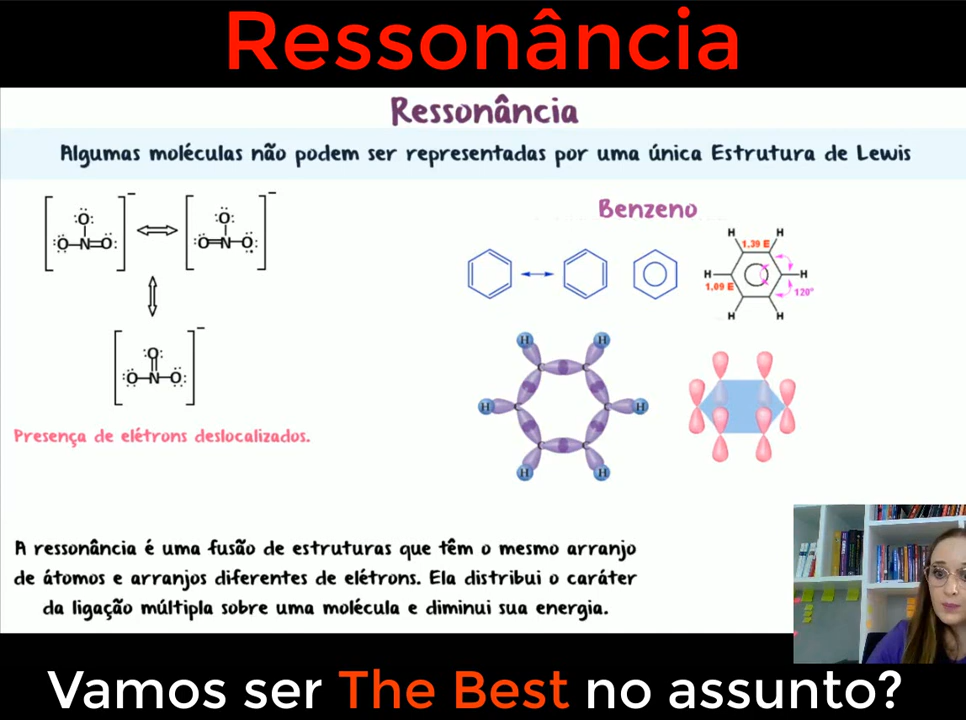 Ressonância
Ressonância
Algumas moléculas não podem ser representadas por uma única Estrutura de Lewis
:Ö:
:Ö–N=Ö:
:Ö:
:Ö=N–Ö:
:O:
:Ö–N–Ö:
Presença de elétrons deslocalizados.
Benzeno
H H
1,39 E
H H
1,09 E
120°
H H
H H
H H
H H
A ressonância é uma fusão de estruturas que têm o mesmo arranjo
de átomos e arranjos diferentes de elétrons. Ela distribui o caráter
da ligação múltipla sobre uma molécula e diminui sua energia.
Vamos ser The Best no assunto?